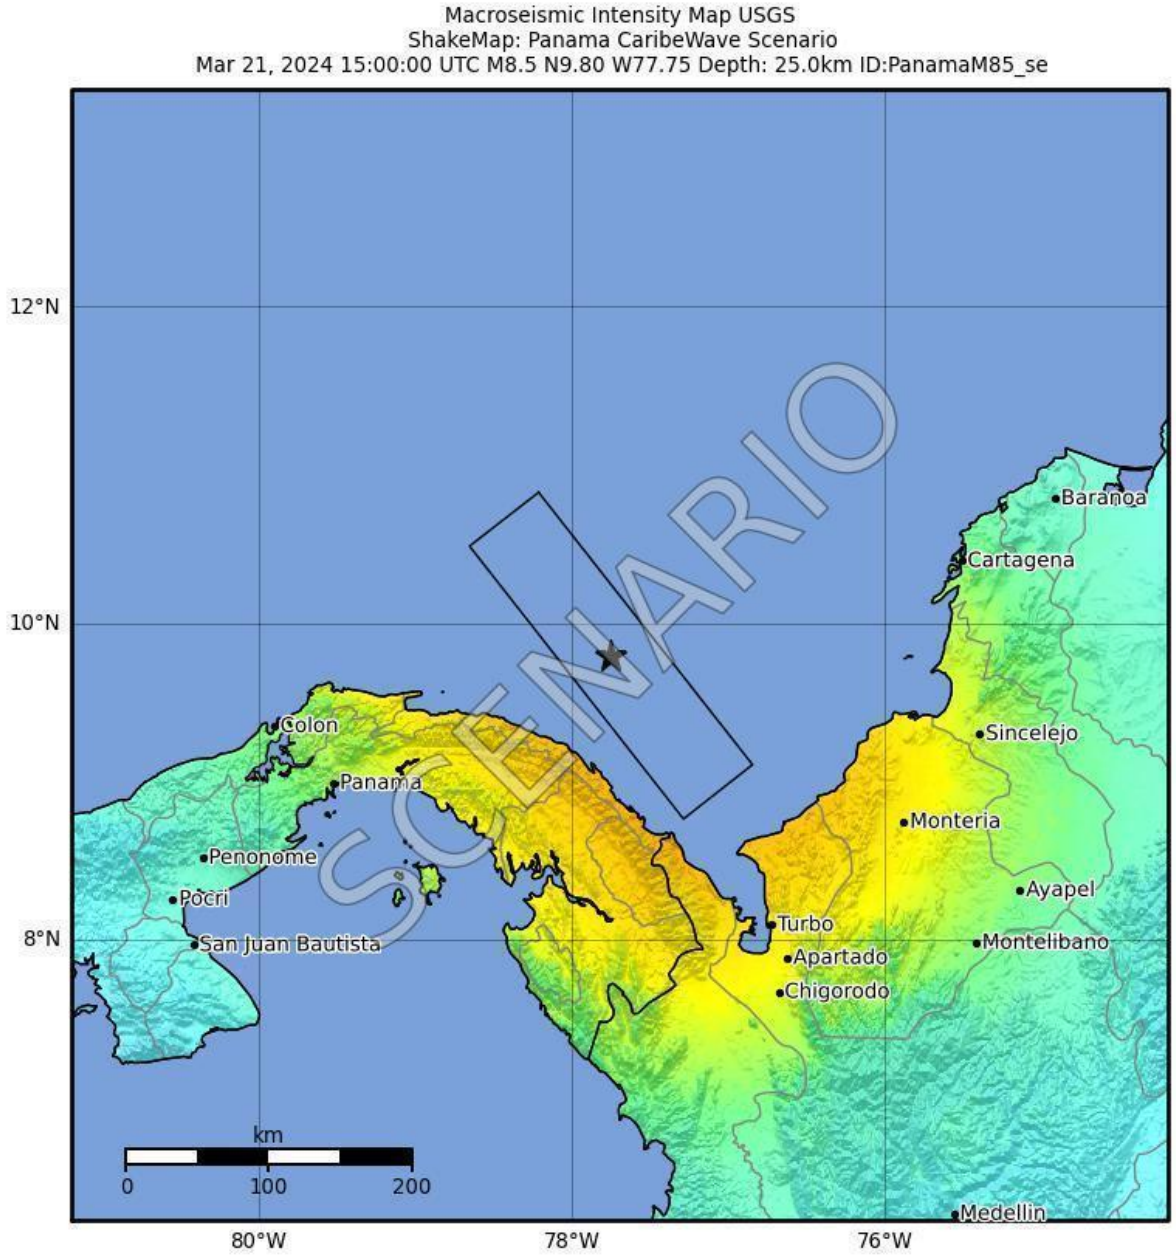 Macroseismic Intensity Map USGS
ShakeMap: Panama CaribeWave Scenario
Mar 21, 2024 15:00:00 UTC M8.5 N9.80 W77.75 Depth: 25.0km ID:PanamaM85_se
12°N
SCENARIO
Baranoa
Cartagena
10°N
Colon
Sincelejo
Panama
Monteria
Penonome
Ayapel
Pocri
Turbo
8°N
San Juan Bautista
Montelibano
Apartado
Chigorodo
km
0 100 200
Medellin
80°W 78°W 76°W